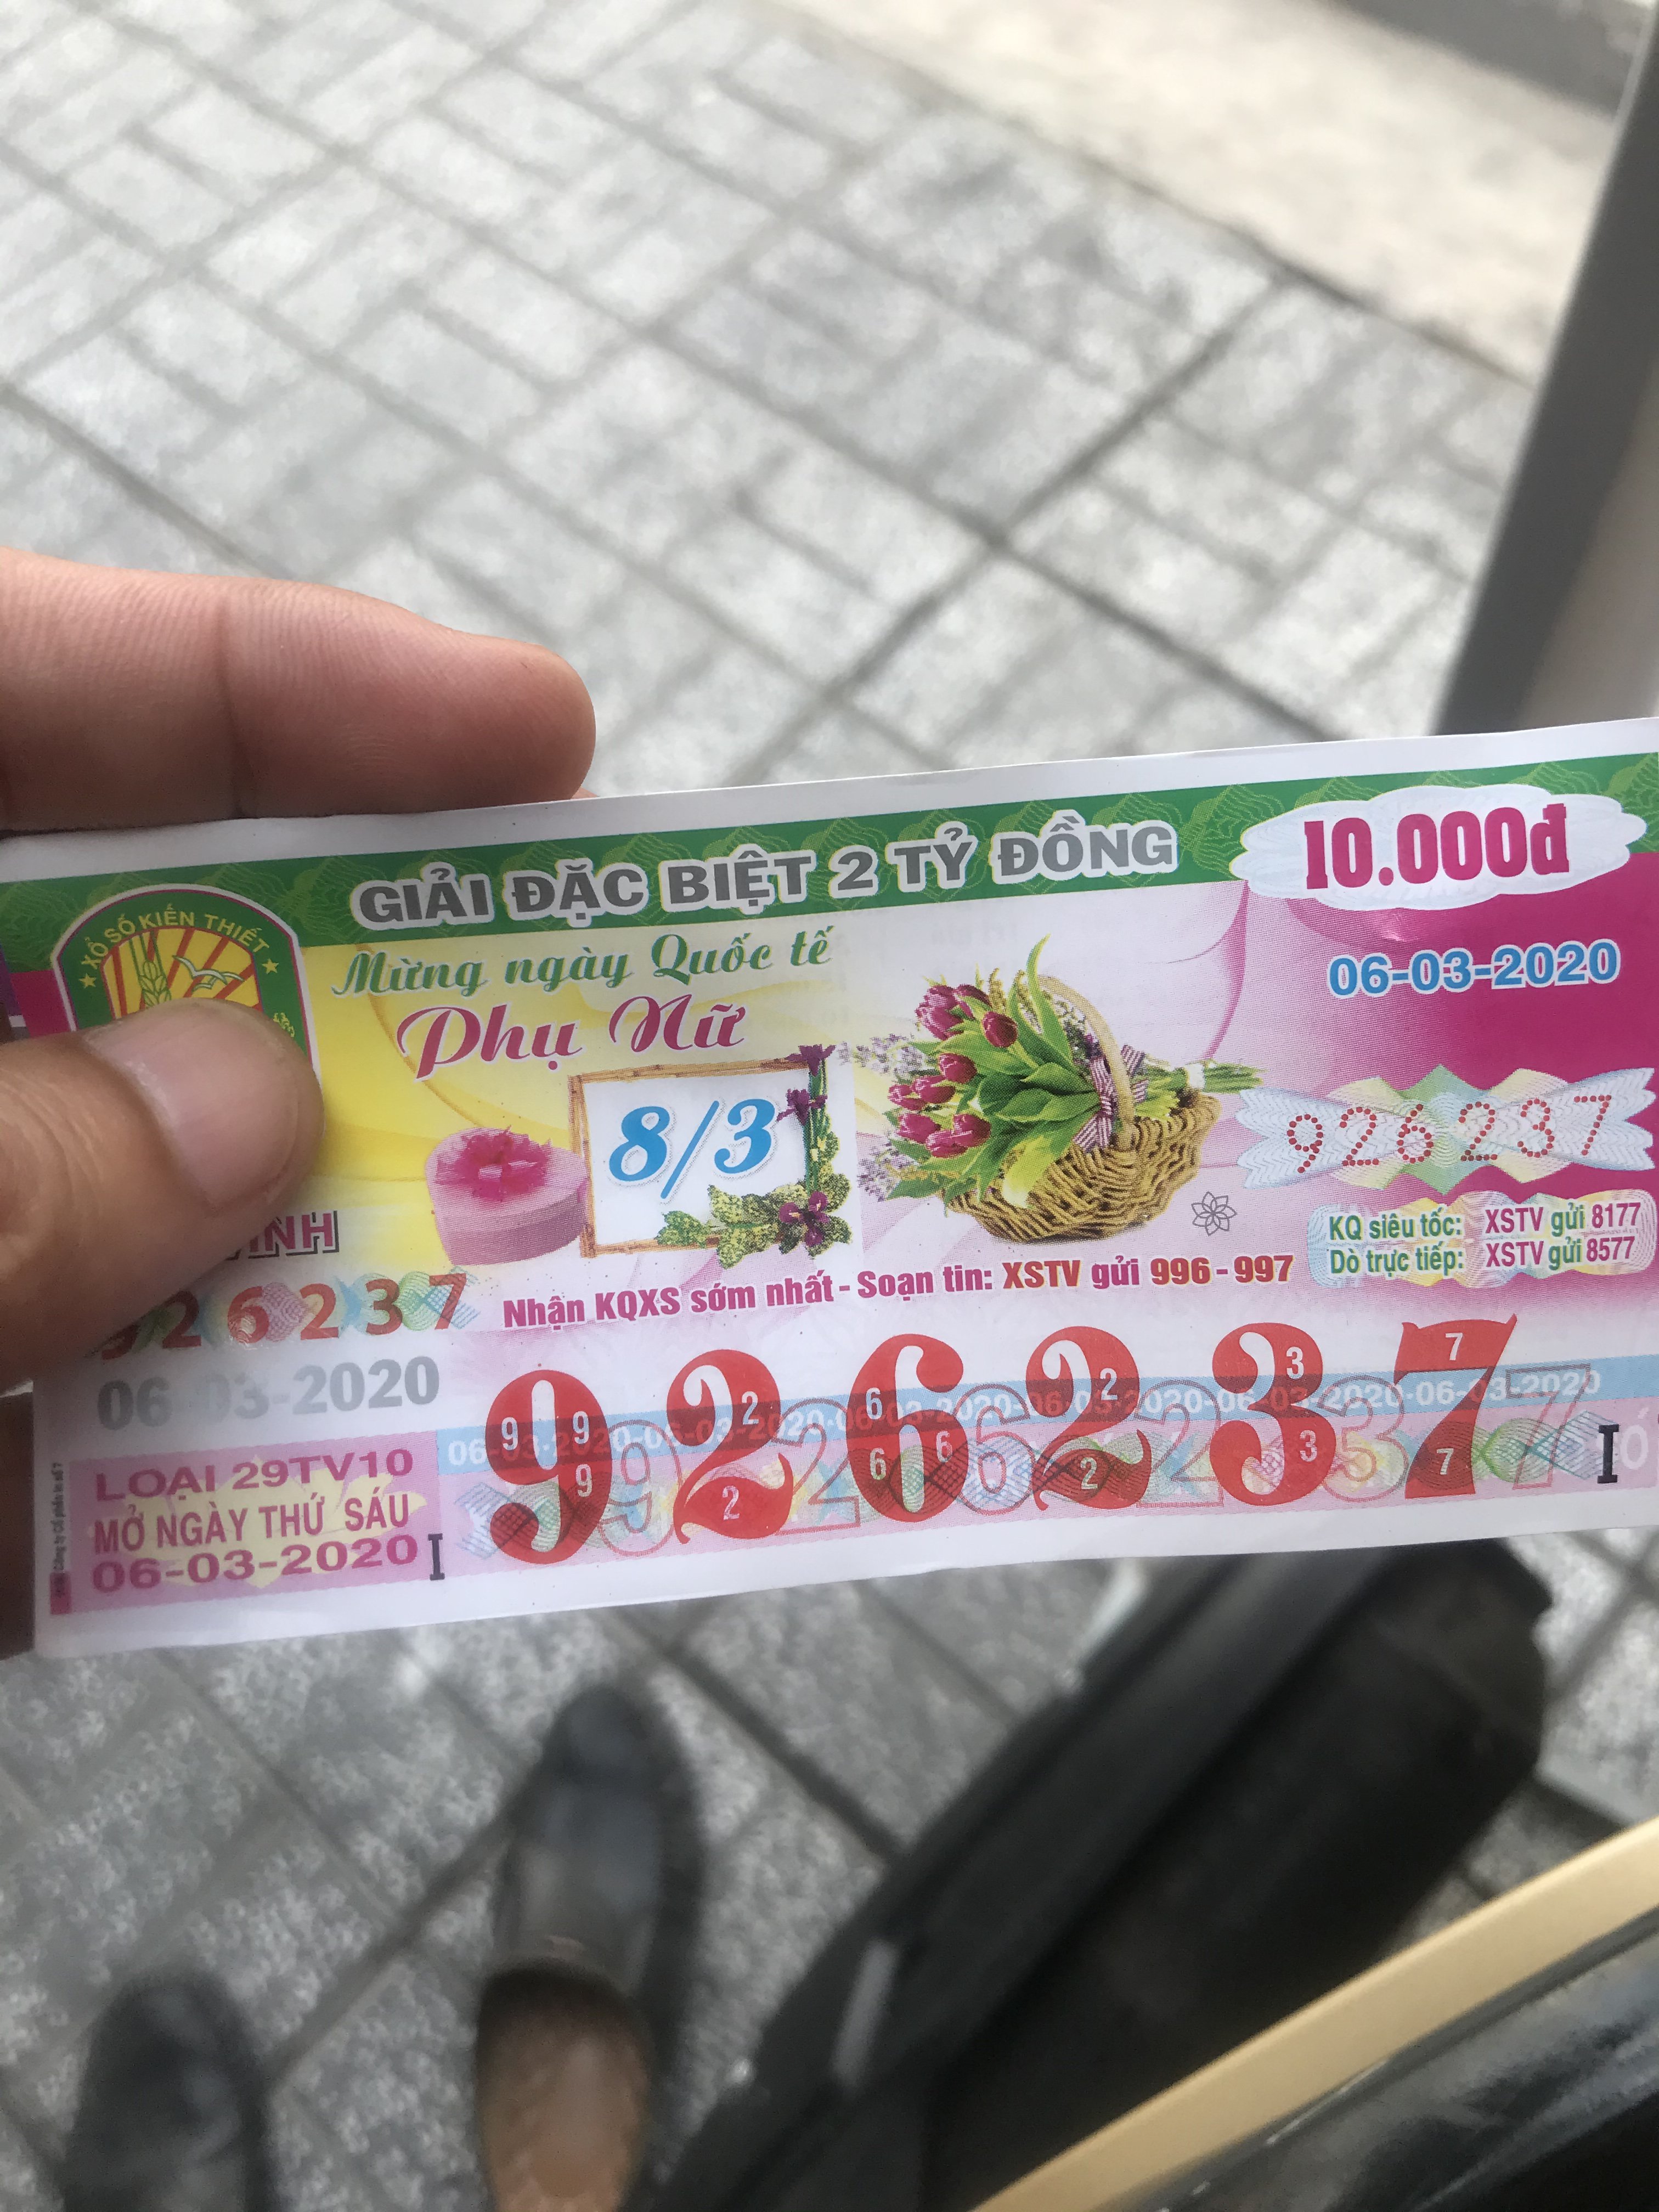 GIẢI ĐẶC BIỆT 2 TỶ ĐỒNG
10.000đ
XỔ SỐ KIẾN THIẾT
Mừng ngày Quốc tế
Phụ Nữ
8/3
06-03-2020
926237
KQ siêu tốc: XSTV gửi 8177
Dò trực tiếp: XSTV gửi 8577
Nhận KQXS sớm nhất - Soạn tin: XSTV gửi 996 - 997
926237
06-03-2020
926237
LOẠI 29TV10
MỞ NGÀY THỨ SÁU
06-03-2020
I
I